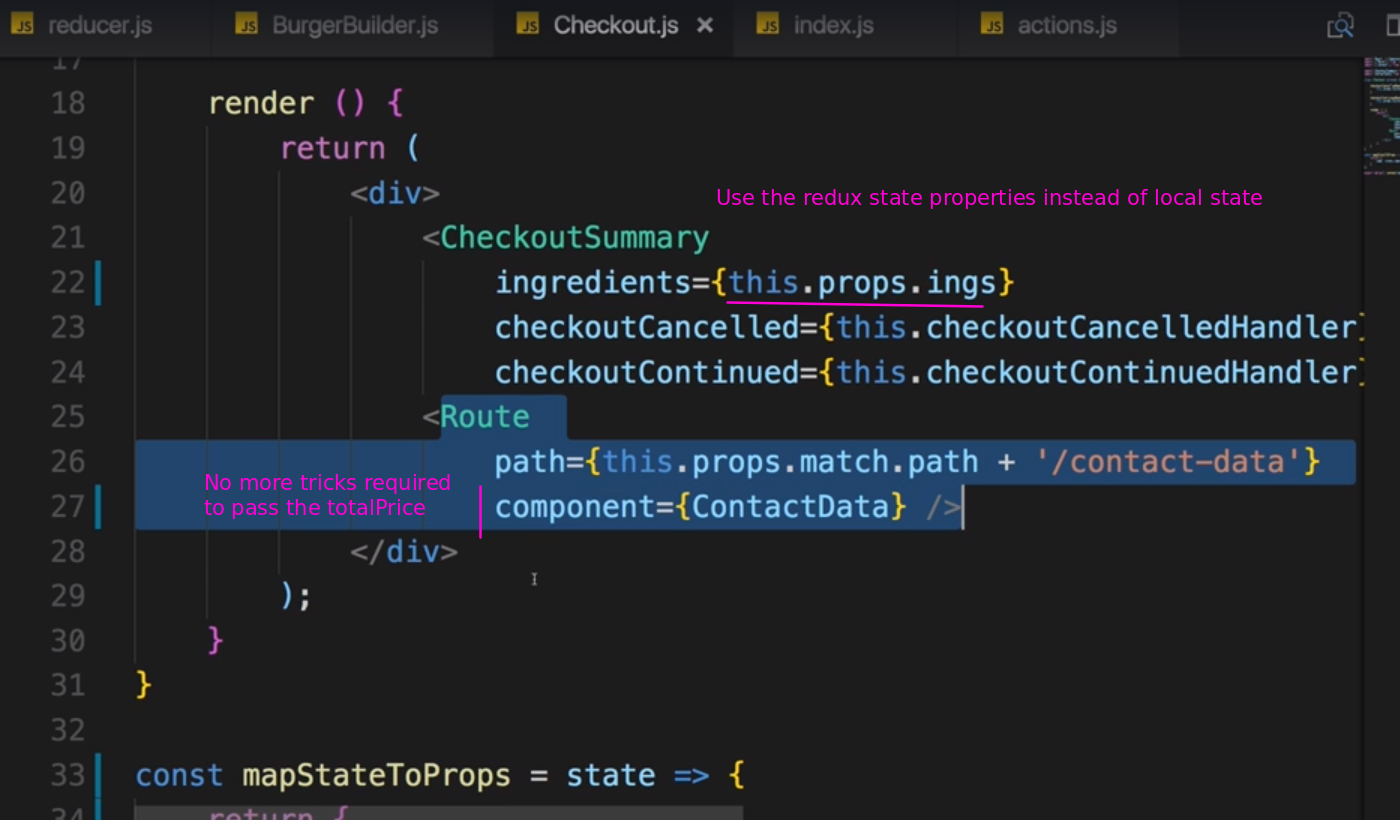 JS reducer.js JS BurgerBuilder.js JS Checkout.js × JS index.js JS actions.js
17
18 render () {
19 return (
20 <div>
Use the redux state properties instead of local state
21 <CheckoutSummary
22 ingredients={this.props.ings}
23 checkoutCancelled={this.checkoutCancelledHandler}
24 checkoutContinued={this.checkoutContinuedHandler}
25 <Route
26 path={this.props.match.path + '/contact-data'}
No more tricks required
to pass the totalPrice
27 component={ContactData} />
28 </div>
29 );
30 }
31 }
32
33 const mapStateToProps = state => {
34 return {